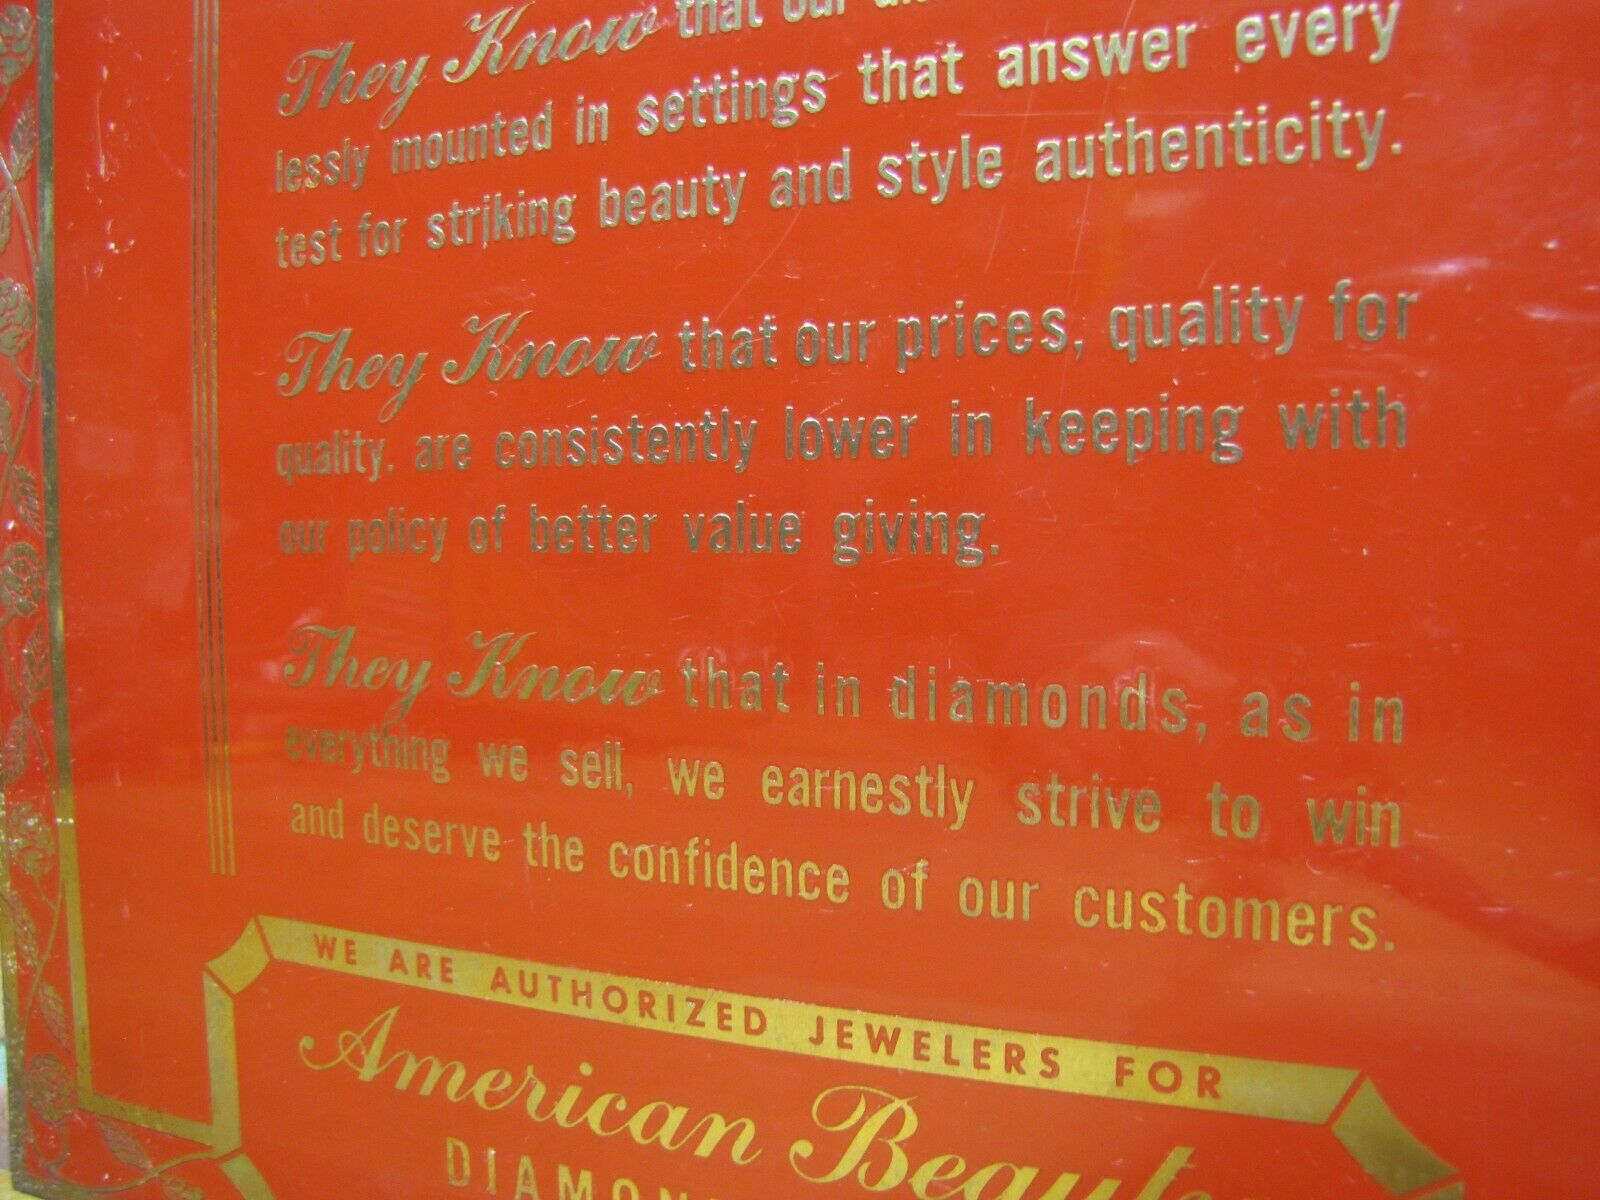 They Know that our
lessly mounted in settings that answer every
test for striking beauty and style authenticity.
They Know that our prices, quality for
quality, are consistently lower in keeping with
our policy of better value giving.
They Know that in diamonds, as in
everything we sell, we earnestly strive to win
and deserve the confidence of our customers.
WE ARE AUTHORIZED JEWELERS FOR
American